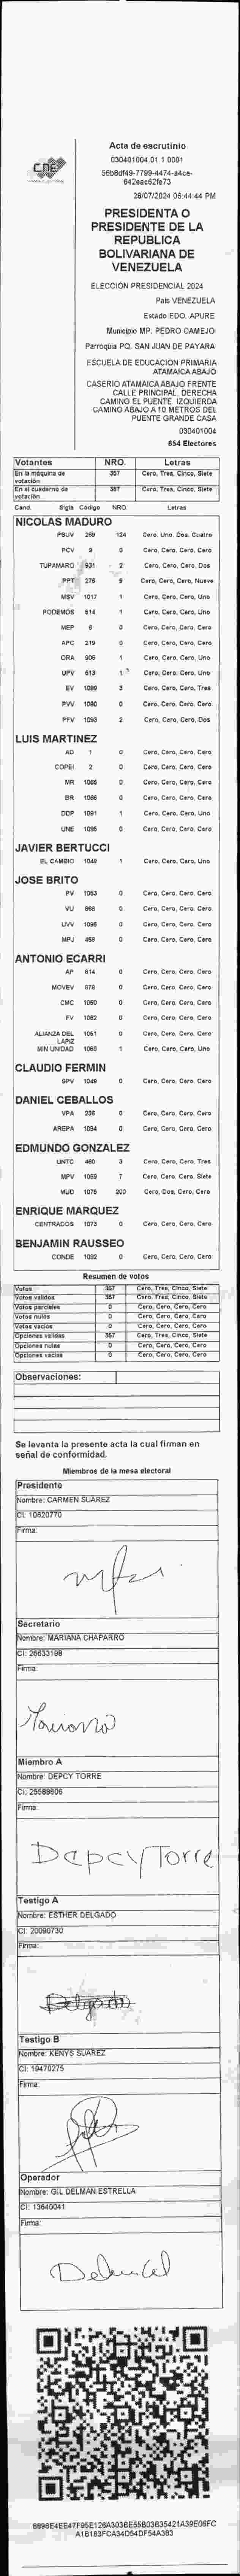 CNE
Acta de escrutinio
030401004.01.1.0001
56b8df49-7799-4474-a4ce-
642eac62fe73
28/07/2024 06:44:44 PM
PRESIDENTA O
PRESIDENTE DE LA
REPUBLICA
BOLIVARIANA DE
VENEZUELA
ELECCIÓN PRESIDENCIAL 2024
País VENEZUELA
Estado EDO. APURE
Municipio MP. PEDRO CAMEJO
Parroquia PQ. SAN JUAN DE PAYARA
ESCUELA DE EDUCACIÓN PRIMARIA
ATAMAICA ABAJO
CASERIO ATAMAICA ABAJO FRENTE
CALLE PRINCIPAL. DERECHA
CAMINO EL PUENTE. IZQUIERDA
CAMINO ABAJO A 10 METROS DEL
PUENTE GRANDE CASA
030401004
654 Electores
Votantes NRO. Letras
En la máquina de votación 357 Cero, Tres, Cinco, Siete
En el cuaderno de votación 357 Cero, Tres, Cinco, Siete
Cand. Sigla Código NRO. Letras
NICOLAS MADURO
PSUV 269 124 Cero, Uno, Dos, Cuatro
PCV 9 0 Cero, Cero, Cero, Cero
TUPAMARO 931 2 Cero, Cero, Cero, Dos
PPT 276 9 Cero, Cero, Cero, Nueve
MSV 1017 1 Cero, Cero, Cero, Uno
PODEMOS 614 1 Cero, Cero, Cero, Uno
MEP 6 0 Cero, Cero, Cero, Cero
APC 219 0 Cero, Cero, Cero, Cero
ORA 906 1 Cero, Cero, Cero, Uno
UPV 613 1 Cero, Cero, Cero, Uno
EV 1089 3 Cero, Cero, Cero, Tres
PVV 1090 0 Cero, Cero, Cero, Cero
PFV 1093 2 Cero, Cero, Cero, Dos
LUIS MARTINEZ
AD 1 0 Cero, Cero, Cero, Cero
COPEI 2 0 Cero, Cero, Cero, Cero
MR 1065 0 Cero, Cero, Cero, Cero
BR 1086 0 Cero, Cero, Cero, Cero
DDP 1091 1 Cero, Cero, Cero, Uno
UNE 1095 0 Cero, Cero, Cero, Cero
JAVIER BERTUCCI
EL CAMBIO 1048 1 Cero, Cero, Cero, Uno
JOSE BRITO
PV 1053 0 Cero, Cero, Cero, Cero
VU 868 0 Cero, Cero, Cero, Cero
UVV 1096 0 Cero, Cero, Cero, Cero
MPJ 458 0 Cero, Cero, Cero, Cero
ANTONIO ECARRI
AP 814 0 Cero, Cero, Cero, Cero
MOVEV 876 0 Cero, Cero, Cero, Cero
CMC 1050 0 Cero, Cero, Cero, Cero
FV 1082 0 Cero, Cero, Cero, Cero
ALIANZA DEL LAPIZ 1051 0 Cero, Cero, Cero, Cero
MIN UNIDAD 1088 1 Cero, Cero, Cero, Uno
CLAUDIO FERMIN
SPV 1049 0 Cero, Cero, Cero, Cero
DANIEL CEBALLOS
VPA 236 0 Cero, Cero, Cero, Cero
AREPA 1094 0 Cero, Cero, Cero, Cero
EDMUNDO GONZALEZ
UNTC 460 3 Cero, Cero, Cero, Tres
MPV 1069 7 Cero, Cero, Cero, Siete
MUD 1076 200 Cero, Dos, Cero, Cero
ENRIQUE MARQUEZ
CENTRADOS 1073 0 Cero, Cero, Cero, Cero
BENJAMIN RAUSSEO
CONDE 1092 0 Cero, Cero, Cero, Cero
Resumen de votos
Votos 357 Cero, Tres, Cinco, Siete
Votos válidos 357 Cero, Tres, Cinco, Siete
Votos parciales 0 Cero, Cero, Cero, Cero
Votos nulos 0 Cero, Cero, Cero, Cero
Votos vacíos 0 Cero, Cero, Cero, Cero
Opciones válidas 357 Cero, Tres, Cinco, Siete
Opciones nulas 0 Cero, Cero, Cero, Cero
Opciones vacías 0 Cero, Cero, Cero, Cero
Observaciones:
Se levanta la presente acta la cual firman en
señal de conformidad.
Miembros de la mesa electoral
Presidente
Nombre: CARMEN SUAREZ
CI: 10620770
Firma:
Secretario
Nombre: MARIANA CHAPARRO
CI: 26633198
Firma:
Mariana
Miembro A
Nombre: DEPCY TORRE
CI: 25588606
Firma:
Depcy Torre
Testigo A
Nombre: ESTHER DELGADO
CI: 20090730
Firma:
Delgado
Testigo B
Nombre: KENYS SUAREZ
CI: 19470275
Firma:
Operador
Nombre: GIL DELMAN ESTRELLA
CI: 13640041
Firma:
8896E4EE47F95E126A303BE55B03B35421A39E06FC
A1B183FCA34D54DF54A383